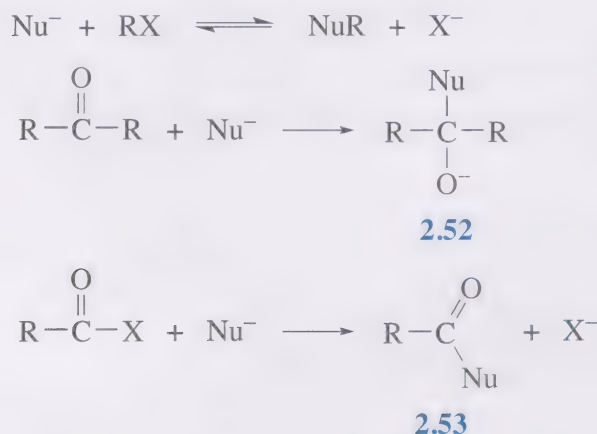 Nu⁻ + RX ⇌ NuR + X⁻
O Nu
R—C—R + Nu⁻ ⟶ R—C—R
O⁻
2.52
O O
R—C—X + Nu⁻ ⟶ R—C + X⁻
Nu
2.53